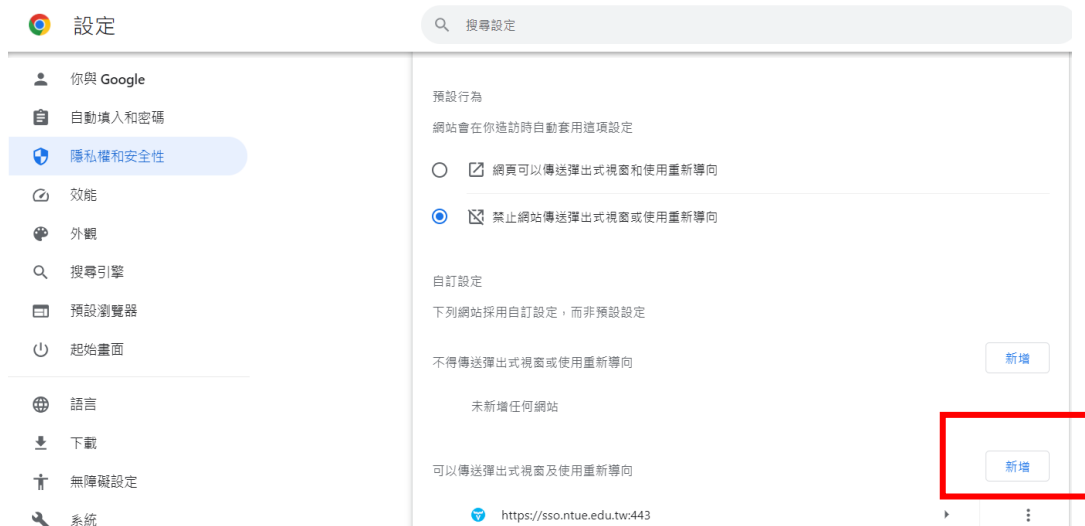 設定
搜尋設定
你與 Google
自動填入和密碼
隱私權和安全性
效能
外觀
搜尋引擎
預設瀏覽器
起始畫面
語言
下載
無障礙設定
系統
預設行為
網站會在你造訪時自動套用這項設定
網頁可以傳送彈出式視窗和使用重新導向
禁止網站傳送彈出式視窗或使用重新導向
自訂設定
下列網站採用自訂設定，而非預設設定
不得傳送彈出式視窗或使用重新導向
新增
未新增任何網站
可以傳送彈出式視窗及使用重新導向
新增
https://sso.ntue.edu.tw:443